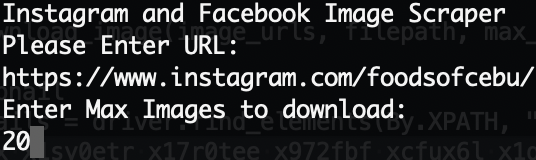 Instagram and Facebook Image Scraper
Please Enter URL:
https://www.instagram.com/foodsofcebu/
Enter Max Images to download:
20